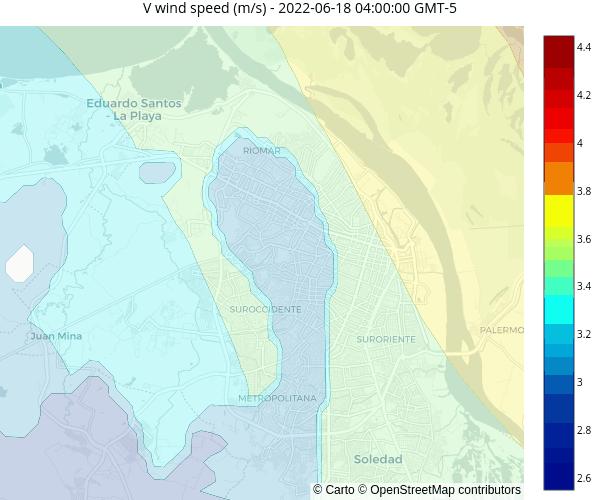 V wind speed (m/s) - 2022-06-18 04:00:00 GMT-5
4.4
4.2
4
3.8
3.6
3.4
3.2
3
2.8
2.6
Eduardo Santos
- La Playa
RIOMAR
SUROCCIDENTE
Juan Mina
SURORIENTE
PALERMO
METROPOLITANA
Soledad
© Carto © OpenStreetMap contributors